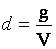 d = g/V